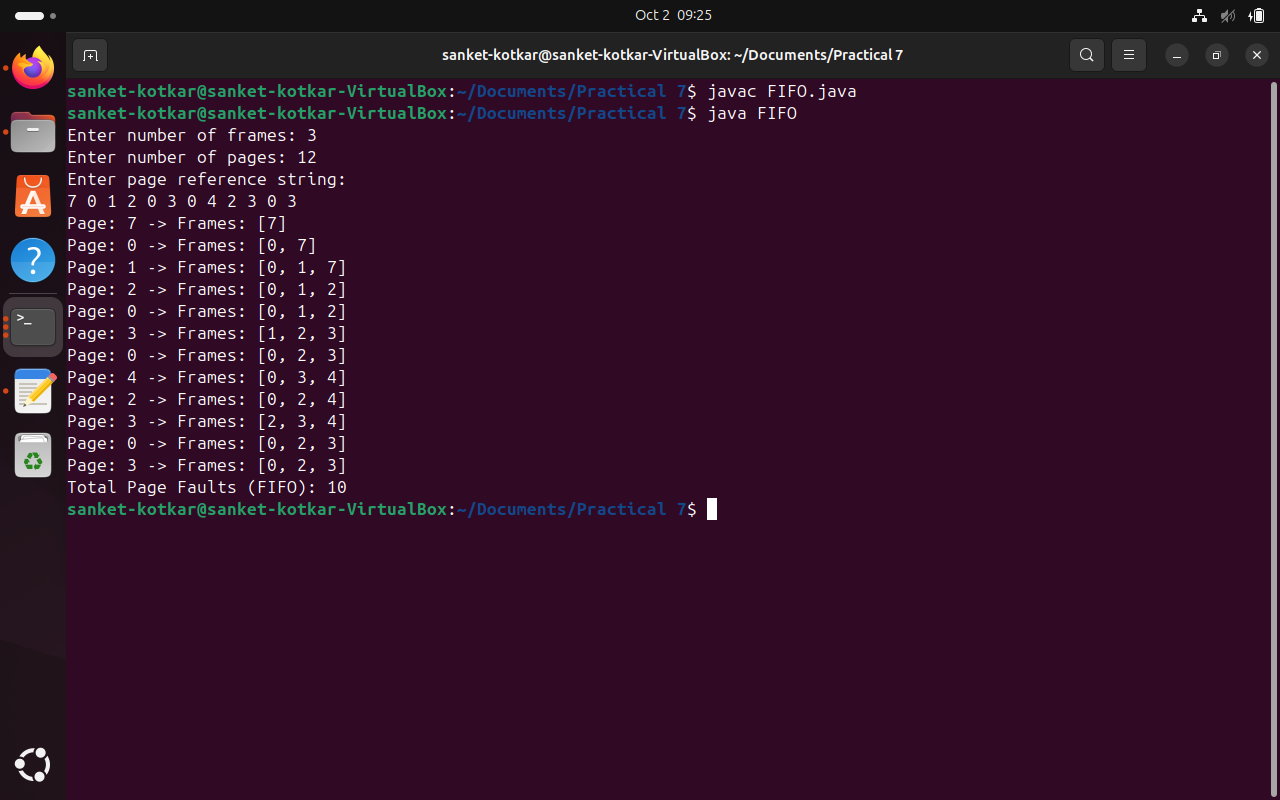 Oct 2 09:25
sanket-kotkar@sanket-kotkar-VirtualBox: ~/Documents/Practical 7
sanket-kotkar@sanket-kotkar-VirtualBox:~/Documents/Practical 7$ javac FIFO.java
sanket-kotkar@sanket-kotkar-VirtualBox:~/Documents/Practical 7$ java FIFO
Enter number of frames: 3
Enter number of pages: 12
Enter page reference string:
7 0 1 2 0 3 0 4 2 3 0 3
Page: 7 -> Frames: [7]
Page: 0 -> Frames: [0, 7]
Page: 1 -> Frames: [0, 1, 7]
Page: 2 -> Frames: [0, 1, 2]
Page: 0 -> Frames: [0, 1, 2]
Page: 3 -> Frames: [1, 2, 3]
Page: 0 -> Frames: [0, 2, 3]
Page: 4 -> Frames: [0, 3, 4]
Page: 2 -> Frames: [0, 2, 4]
Page: 3 -> Frames: [2, 3, 4]
Page: 0 -> Frames: [0, 2, 3]
Page: 3 -> Frames: [0, 2, 3]
Total Page Faults (FIFO): 10
sanket-kotkar@sanket-kotkar-VirtualBox:~/Documents/Practical 7$